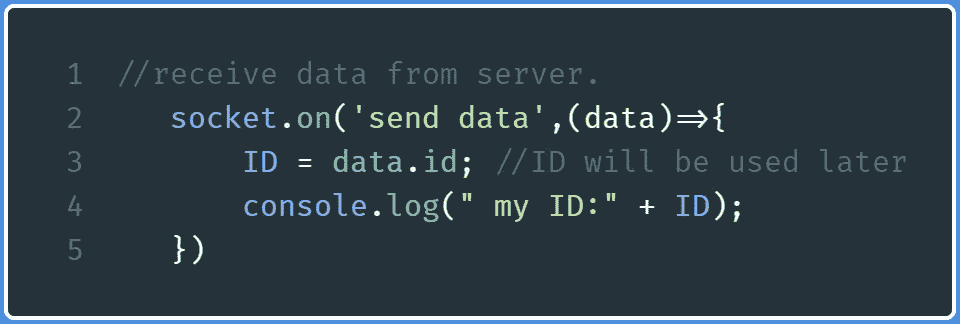 1 //receive data from server.
2 socket.on('send data',(data)=>{
3 ID = data.id; //ID will be used later
4 console.log(" my ID:" + ID);
5 })